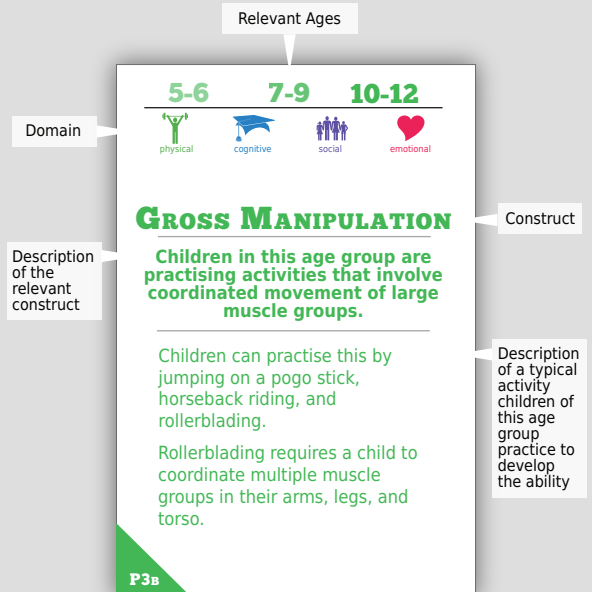 Relevant Ages
5-6 7-9 10-12
Domain
physical cognitive social emotional
Gross Manipulation
Construct
Description
of the
relevant
construct
Children in this age group are
practising activities that involve
coordinated movement of large
muscle groups.
Children can practise this by
jumping on a pogo stick,
horseback riding, and
rollerblading.
Rollerblading requires a child to
coordinate multiple muscle
groups in their arms, legs, and
torso.
Description
of a typical
activity
children of
this age
group
practice to
develop
the ability
P3B